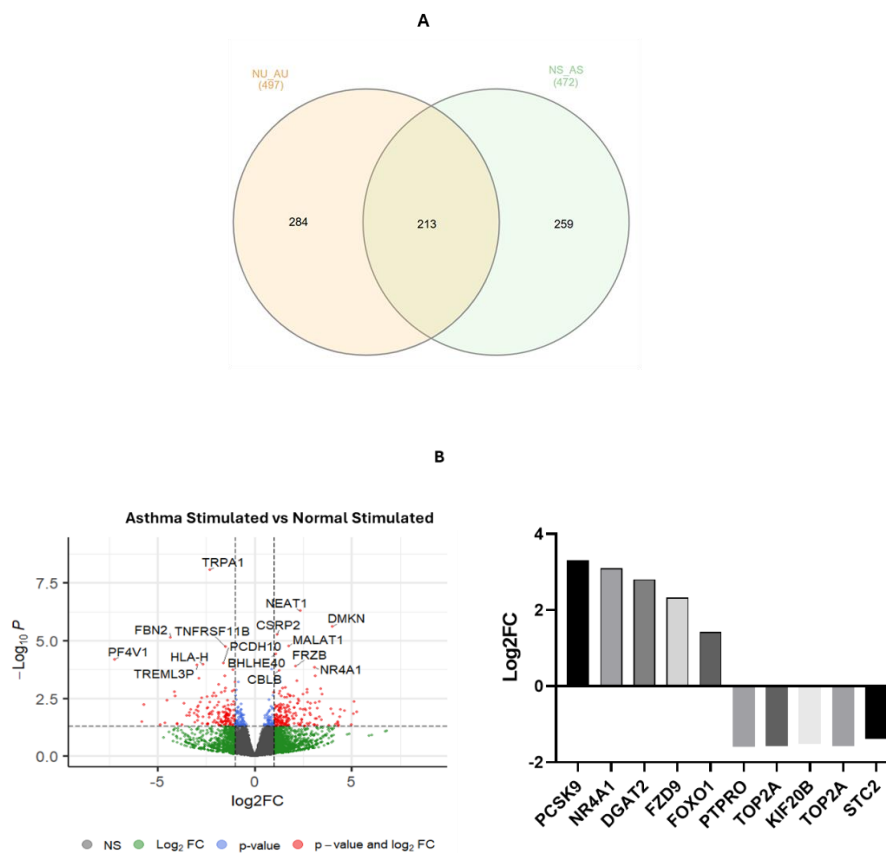 A
NU_AU
(497)
NS_AS
(472)
284
213
259
B
Asthma Stimulated vs Normal Stimulated
−Log10 P
7.5
5.0
2.5
0.0
TRPA1
NEAT1
DMKN
CSRP2
FBN2
TNFRSF11B
MALAT1
PCDH10
PF4V1
HLA-H
FRZB
BHLHE40
NR4A1
TREML3P
CBLB
-5
0
5
log2FC
NS
Log2 FC
p-value
p – value and log2 FC
Log2FC
4
2
0
-2
PCSK9
NR4A1
DGAT2
FZD9
FOXO1
PTPRO
TOP2A
KIF20B
TOP2A
STC2